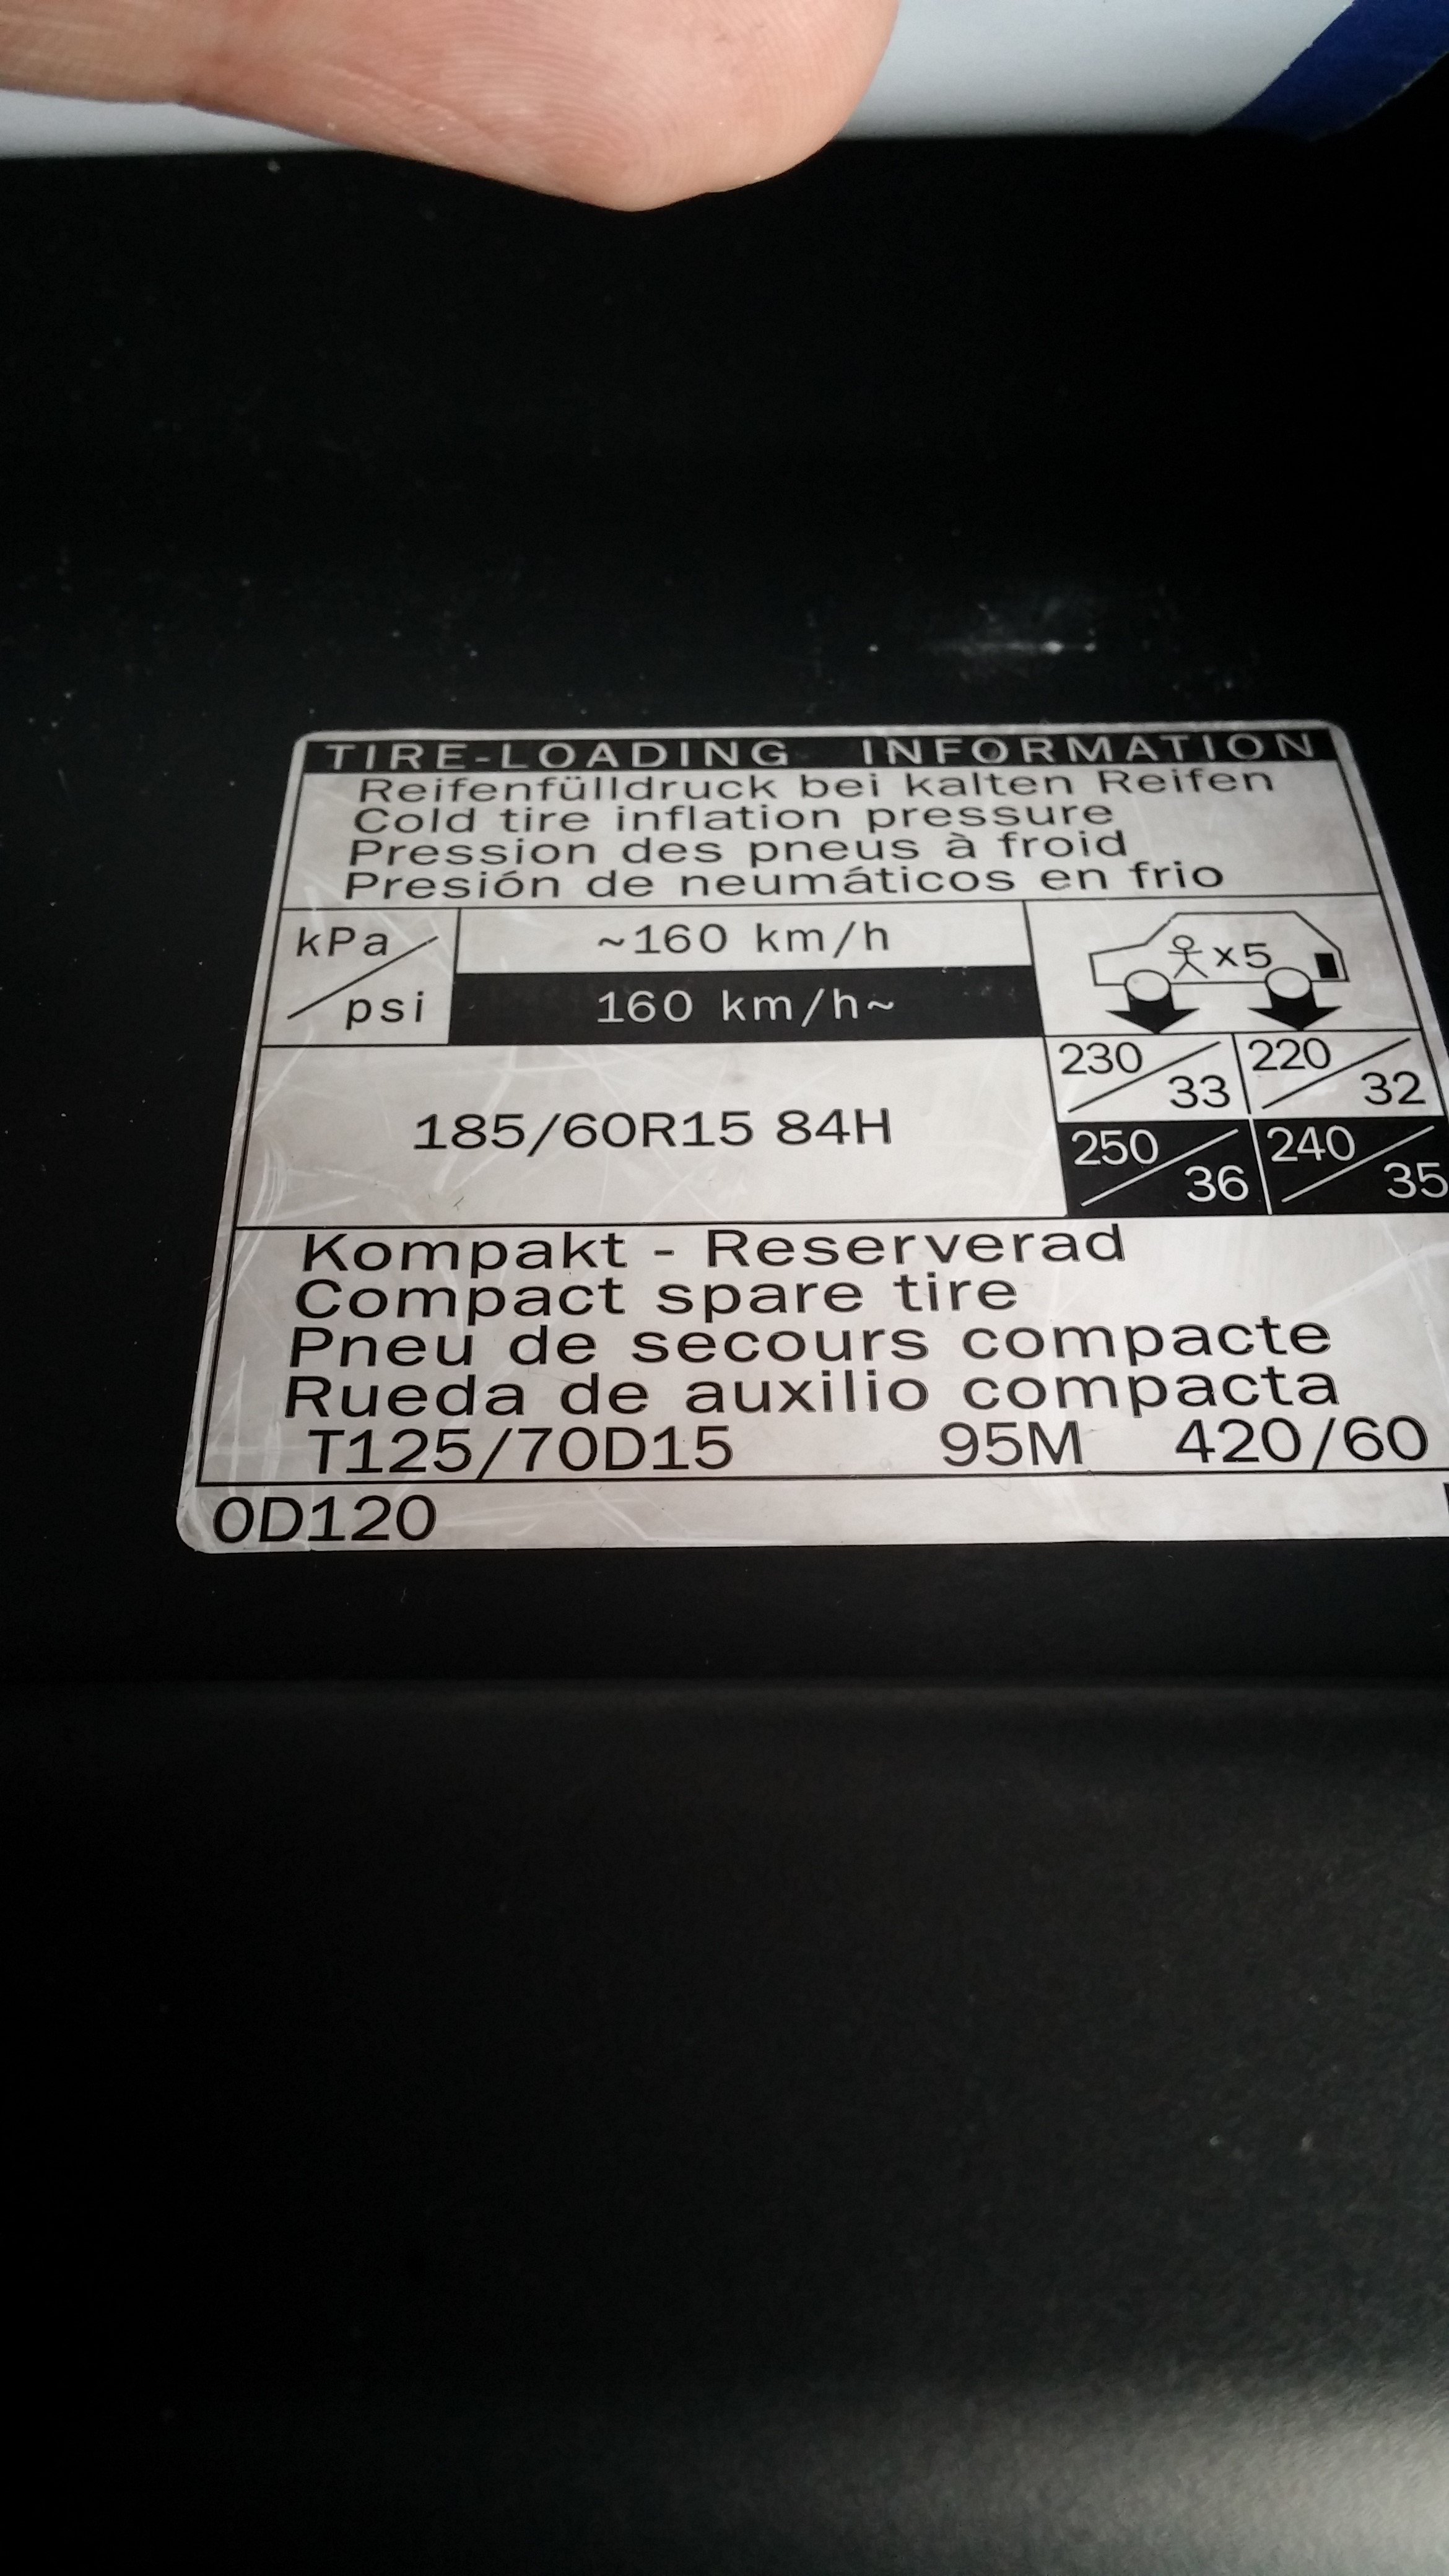 TIRE-LOADING INFORMATION
Reifenfülldruck bei kalten Reifen
Cold tire inflation pressure
Pression des pneus à froid
Presión de neumáticos en frio
kPa/psi
~160 km/h
160 km/h~
x5
185/60R15 84H
230/33 220/32
250/36 240/35
Kompakt - Reserverad
Compact spare tire
Pneu de secours compacte
Rueda de auxilio compacta
T125/70D15 95M 420/60
0D120